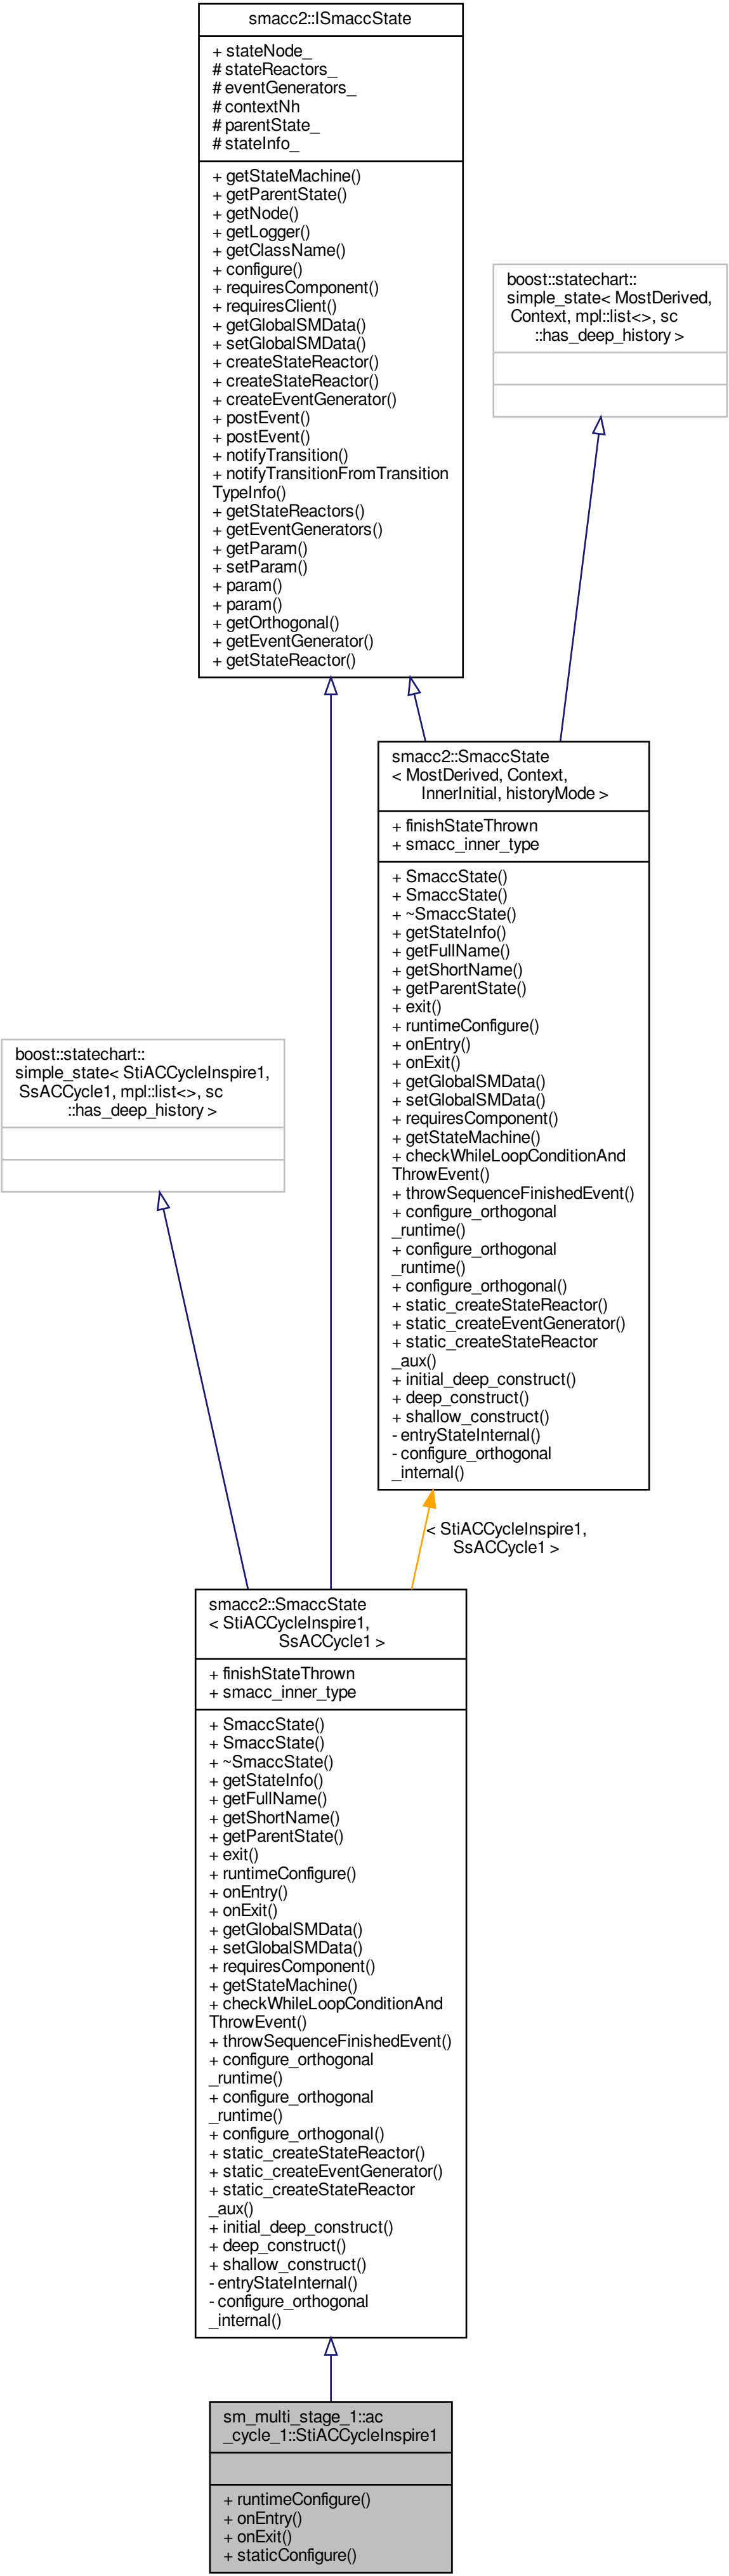 smacc2::ISmaccState
+ stateNode_
# stateReactors_
# eventGenerators_
# contextNh
# parentState_
# stateInfo_
+ getStateMachine()
+ getParentState()
+ getNode()
+ getLogger()
+ getClassName()
+ configure()
+ requiresComponent()
+ requiresClient()
+ getGlobalSMData()
+ setGlobalSMData()
+ createStateReactor()
+ createStateReactor()
+ createEventGenerator()
+ postEvent()
+ postEvent()
+ notifyTransition()
+ notifyTransitionFromTransition
TypeInfo()
+ getStateReactors()
+ getEventGenerators()
+ getParam()
+ setParam()
+ param()
+ param()
+ getOrthogonal()
+ getEventGenerator()
+ getStateReactor()
boost::statechart::
simple_state< MostDerived,
Context, mpl::list<>, sc
::has_deep_history >
smacc2::SmaccState
< MostDerived, Context,
InnerInitial, historyMode >
+ finishStateThrown
+ smacc_inner_type
+ SmaccState()
+ SmaccState()
+ ~SmaccState()
+ getStateInfo()
+ getFullName()
+ getShortName()
+ getParentState()
+ exit()
+ runtimeConfigure()
+ onEntry()
+ onExit()
+ getGlobalSMData()
+ setGlobalSMData()
+ requiresComponent()
+ getStateMachine()
+ checkWhileLoopConditionAnd
ThrowEvent()
+ throwSequenceFinishedEvent()
+ configure_orthogonal
_runtime()
+ configure_orthogonal
_runtime()
+ configure_orthogonal()
+ static_createStateReactor()
+ static_createEventGenerator()
+ static_createStateReactor
_aux()
+ initial_deep_construct()
+ deep_construct()
+ shallow_construct()
- entryStateInternal()
- configure_orthogonal
_internal()
boost::statechart::
simple_state< StiACCycleInspire1,
SsACCycle1, mpl::list<>, sc
::has_deep_history >
< StiACCycleInspire1,
SsACCycle1 >
smacc2::SmaccState
< StiACCycleInspire1,
SsACCycle1 >
+ finishStateThrown
+ smacc_inner_type
+ SmaccState()
+ SmaccState()
+ ~SmaccState()
+ getStateInfo()
+ getFullName()
+ getShortName()
+ getParentState()
+ exit()
+ runtimeConfigure()
+ onEntry()
+ onExit()
+ getGlobalSMData()
+ setGlobalSMData()
+ requiresComponent()
+ getStateMachine()
+ checkWhileLoopConditionAnd
ThrowEvent()
+ throwSequenceFinishedEvent()
+ configure_orthogonal
_runtime()
+ configure_orthogonal
_runtime()
+ configure_orthogonal()
+ static_createStateReactor()
+ static_createEventGenerator()
+ static_createStateReactor
_aux()
+ initial_deep_construct()
+ deep_construct()
+ shallow_construct()
- entryStateInternal()
- configure_orthogonal
_internal()
sm_multi_stage_1::ac
_cycle_1::StiACCycleInspire1
+ runtimeConfigure()
+ onEntry()
+ onExit()
+ staticConfigure()